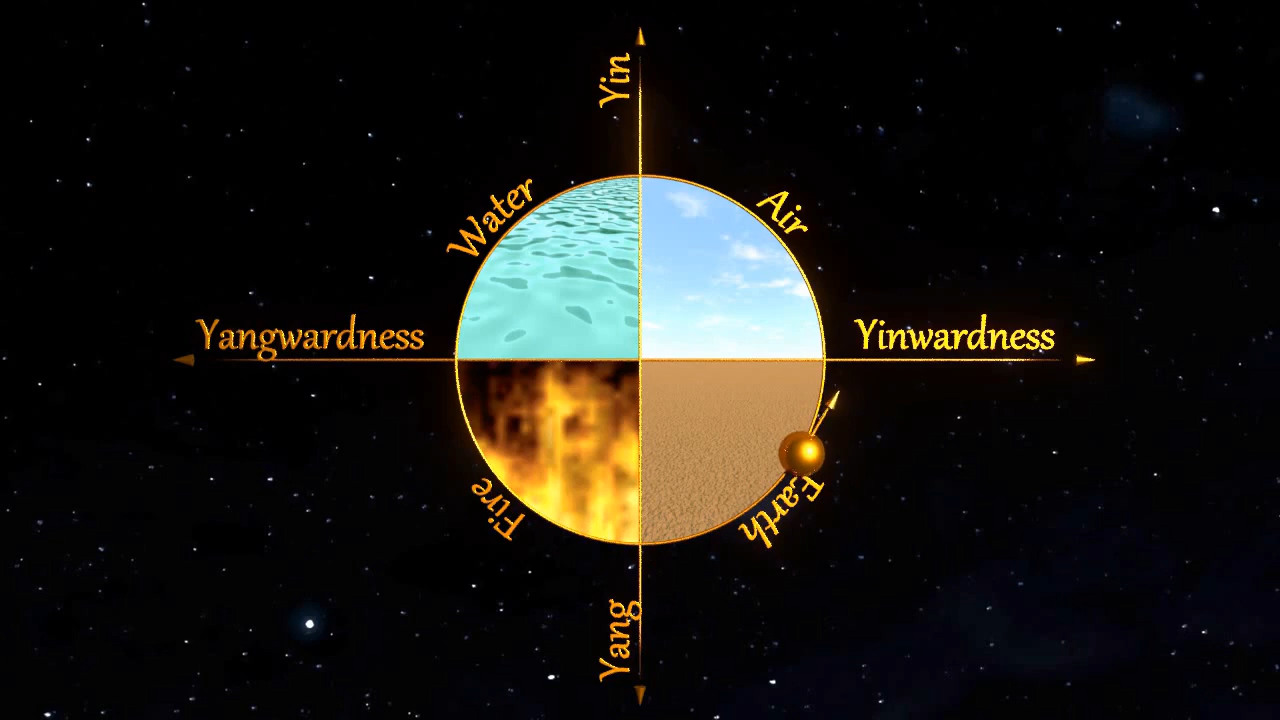 Yin
Water
Air
Yangwardness
Yinwardness
Fire
Earth
Yang